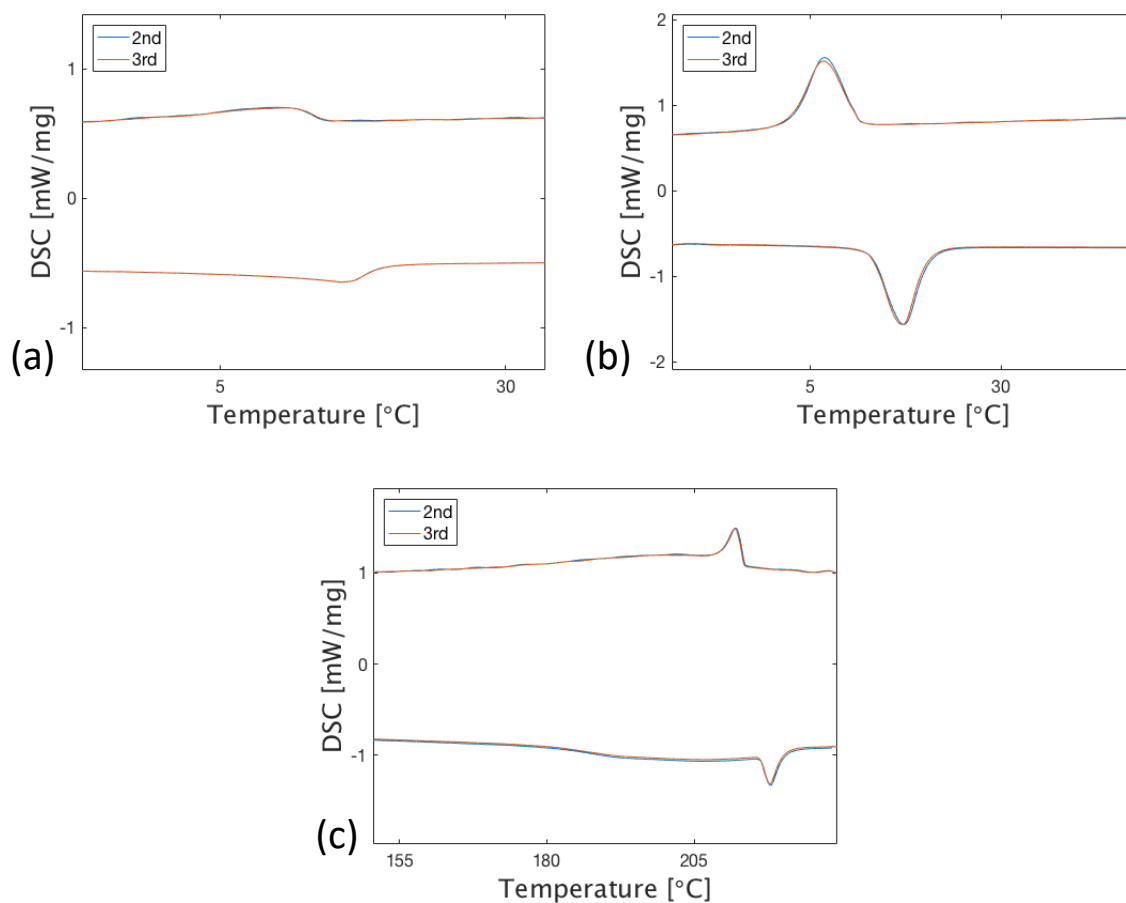 2nd
3rd
1
0
-1
DSC [mW/mg]
5
30
Temperature [°C]
(a)
2nd
3rd
2
1
0
-1
-2
DSC [mW/mg]
5
30
Temperature [°C]
(b)
2nd
3rd
1
0
-1
DSC [mW/mg]
155
180
205
Temperature [°C]
(c)